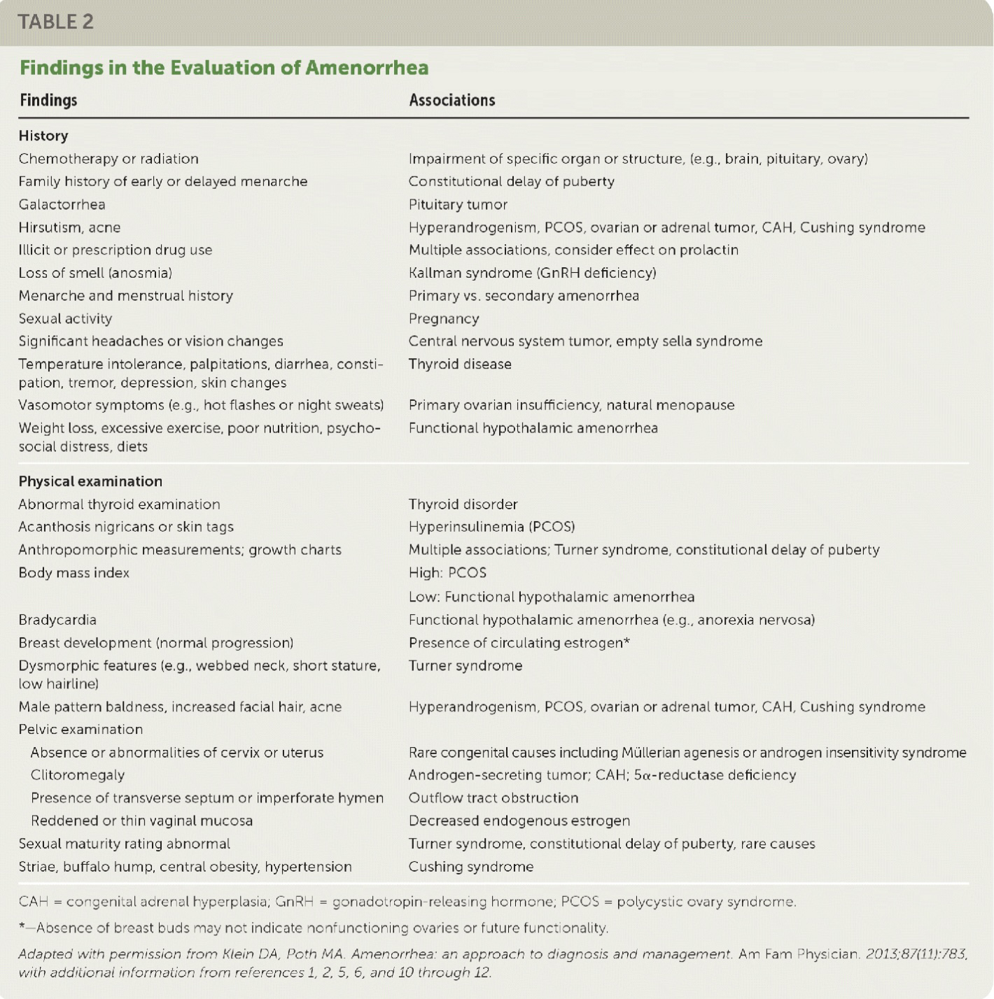 TABLE 2
Findings in the Evaluation of Amenorrhea
Findings Associations
History
Chemotherapy or radiation Impairment of specific organ or structure, (e.g., brain, pituitary, ovary)
Family history of early or delayed menarche Constitutional delay of puberty
Galactorrhea Pituitary tumor
Hirsutism, acne Hyperandrogenism, PCOS, ovarian or adrenal tumor, CAH, Cushing syndrome
Illicit or prescription drug use Multiple associations, consider effect on prolactin
Loss of smell (anosmia) Kallman syndrome (GnRH deficiency)
Menarche and menstrual history Primary vs. secondary amenorrhea
Sexual activity Pregnancy
Significant headaches or vision changes Central nervous system tumor, empty sella syndrome
Temperature intolerance, palpitations, diarrhea, consti- Thyroid disease
pation, tremor, depression, skin changes
Vasomotor symptoms (e.g., hot flashes or night sweats) Primary ovarian insufficiency, natural menopause
Weight loss, excessive exercise, poor nutrition, psycho- Functional hypothalamic amenorrhea
social distress, diets
Physical examination
Abnormal thyroid examination Thyroid disorder
Acanthosis nigricans or skin tags Hyperinsulinemia (PCOS)
Anthropomorphic measurements; growth charts Multiple associations; Turner syndrome, constitutional delay of puberty
Body mass index High: PCOS
Low: Functional hypothalamic amenorrhea
Bradycardia Functional hypothalamic amenorrhea (e.g., anorexia nervosa)
Breast development (normal progression) Presence of circulating estrogen*
Dysmorphic features (e.g., webbed neck, short stature, Turner syndrome
low hairline)
Male pattern baldness, increased facial hair, acne Hyperandrogenism, PCOS, ovarian or adrenal tumor, CAH, Cushing syndrome
Pelvic examination
Absence or abnormalities of cervix or uterus Rare congenital causes including Müllerian agenesis or androgen insensitivity syndrome
Clitoromegaly Androgen-secreting tumor; CAH; 5α-reductase deficiency
Presence of transverse septum or imperforate hymen Outflow tract obstruction
Reddened or thin vaginal mucosa Decreased endogenous estrogen
Sexual maturity rating abnormal Turner syndrome, constitutional delay of puberty, rare causes
Striae, buffalo hump, central obesity, hypertension Cushing syndrome
CAH = congenital adrenal hyperplasia; GnRH = gonadotropin-releasing hormone; PCOS = polycystic ovary syndrome.
*—Absence of breast buds may not indicate nonfunctioning ovaries or future functionality.
Adapted with permission from Klein DA, Poth MA. Amenorrhea: an approach to diagnosis and management. Am Fam Physician. 2013;87(11):783,
with additional information from references 1, 2, 5, 6, and 10 through 12.